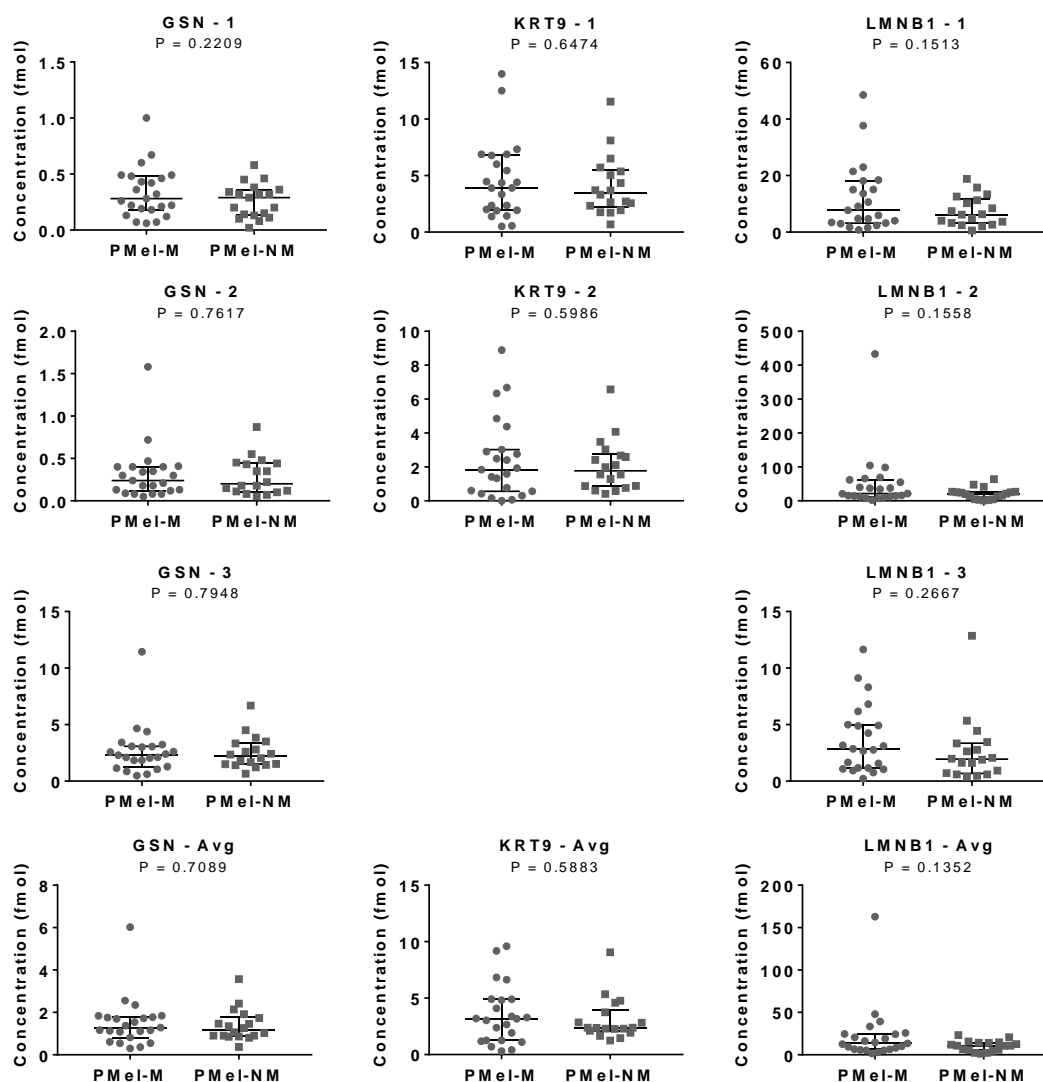 GSN - 1
P = 0.2209
Concentration (fmol)
1.5
1.0
0.5
0.0
PMel-M PMel-NM
KRT9 - 1
P = 0.6474
Concentration (fmol)
15
10
5
0
PMel-M PMel-NM
LMNB1 - 1
P = 0.1513
Concentration (fmol)
60
40
20
0
PMel-M PMel-NM
GSN - 2
P = 0.7617
Concentration (fmol)
2.0
1.5
1.0
0.5
0.0
PMel-M PMel-NM
KRT9 - 2
P = 0.5986
Concentration (fmol)
10
8
6
4
2
0
PMel-M PMel-NM
LMNB1 - 2
P = 0.1558
Concentration (fmol)
500
400
300
200
100
0
PMel-M PMel-NM
GSN - 3
P = 0.7948
Concentration (fmol)
15
10
5
0
PMel-M PMel-NM
LMNB1 - 3
P = 0.2667
Concentration (fmol)
15
10
5
0
PMel-M PMel-NM
GSN - Avg
P = 0.7089
Concentration (fmol)
8
6
4
2
0
PMel-M PMel-NM
KRT9 - Avg
P = 0.5883
Concentration (fmol)
15
10
5
0
PMel-M PMel-NM
LMNB1 - Avg
P = 0.1352
Concentration (fmol)
200
150
100
50
0
PMel-M PMel-NM